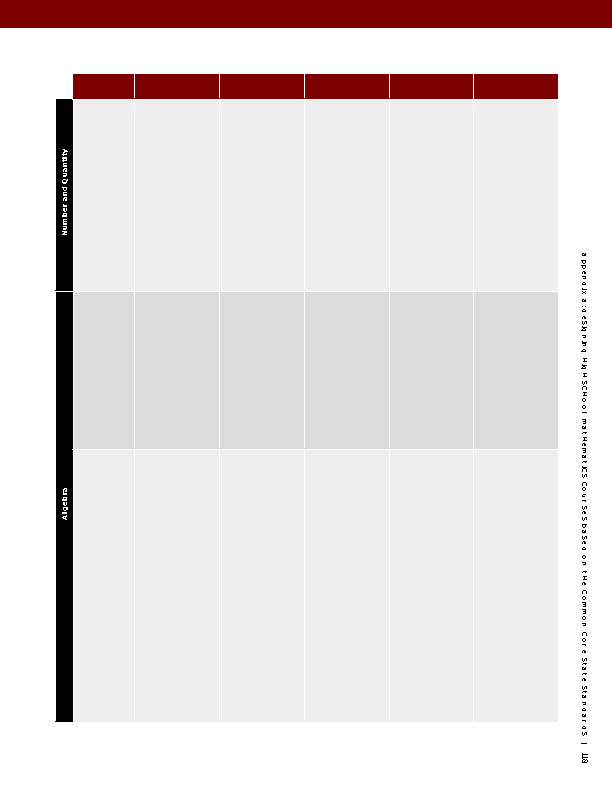 Number and Quantity
Algebra
appendix a: deSigning HigH SCHool matHematiCS CourSeS baSed on tHe Common Core State StandardS |